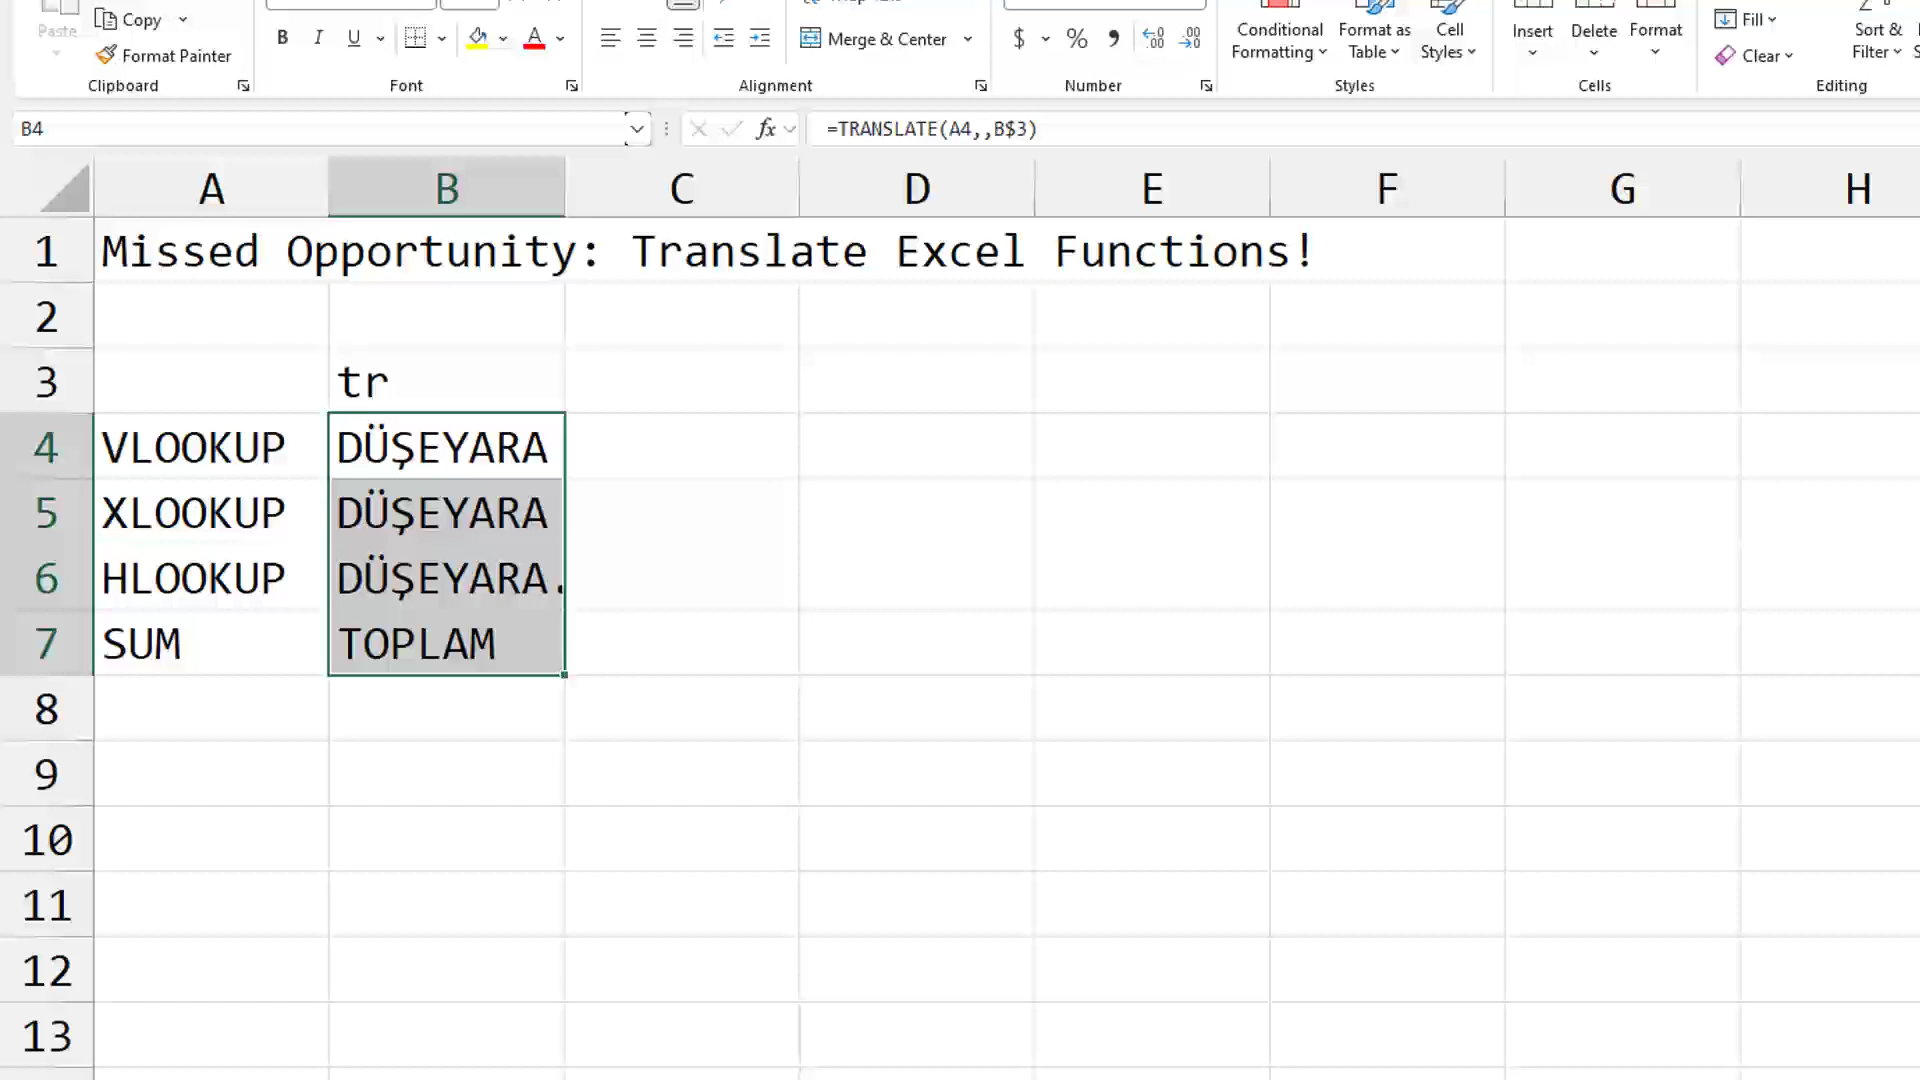 Copy
Paste
Format Painter
Clipboard
B I U
A
Font
Merge & Center
Alignment
$ % 9
Number
Conditional Formatting
Format as Table
Cell Styles
Styles
Insert Delete Format
Cells
Fill
Clear
Sort & Filter
Editing
B4
fx
=TRANSLATE(A4,,B$3)
A B C D E F G H
1 Missed Opportunity: Translate Excel Functions!
2
3 tr
4 VLOOKUP DÜŞEYARA
5 XLOOKUP DÜŞEYARA
6 HLOOKUP DÜŞEYARA.
7 SUM TOPLAM
8
9
10
11
12
13